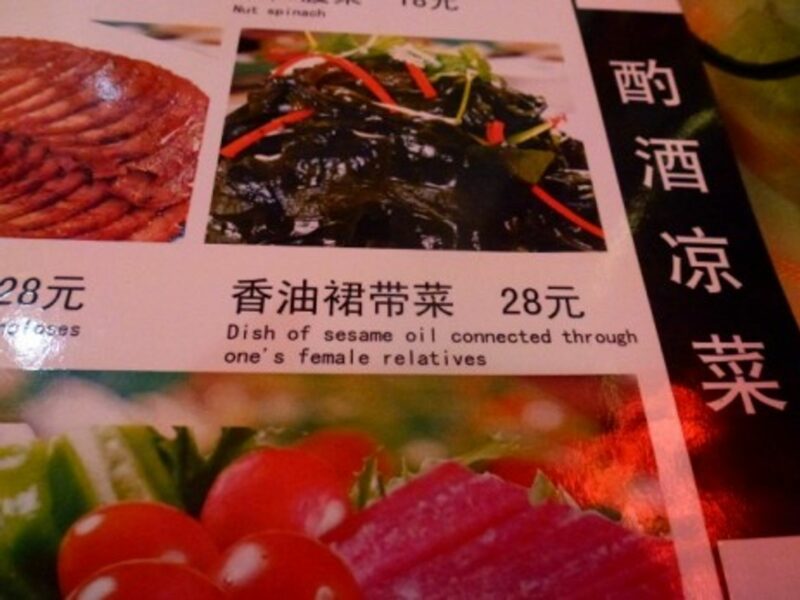 Nut spinach
28元
香油裙带菜 28元
Dish of sesame oil connected through
one's female relatives
酌酒凉菜